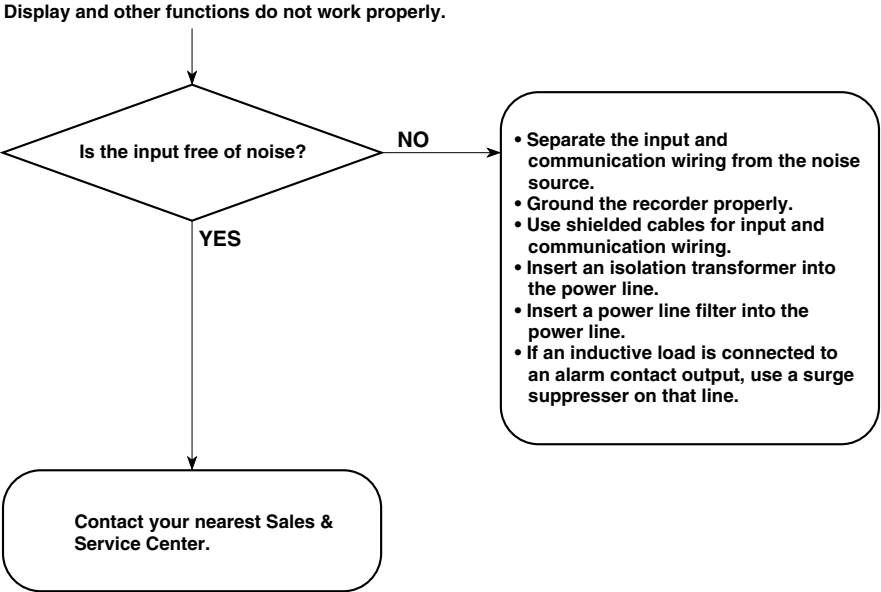 Display and other functions do not work properly.
Is the input free of noise?
NO
YES
• Separate the input and
communication wiring from the noise
source.
• Ground the recorder properly.
• Use shielded cables for input and
communication wiring.
• Insert an isolation transformer into
the power line.
• Insert a power line filter into the
power line.
• If an inductive load is connected to
an alarm contact output, use a surge
suppresser on that line.
Contact your nearest Sales &
Service Center.